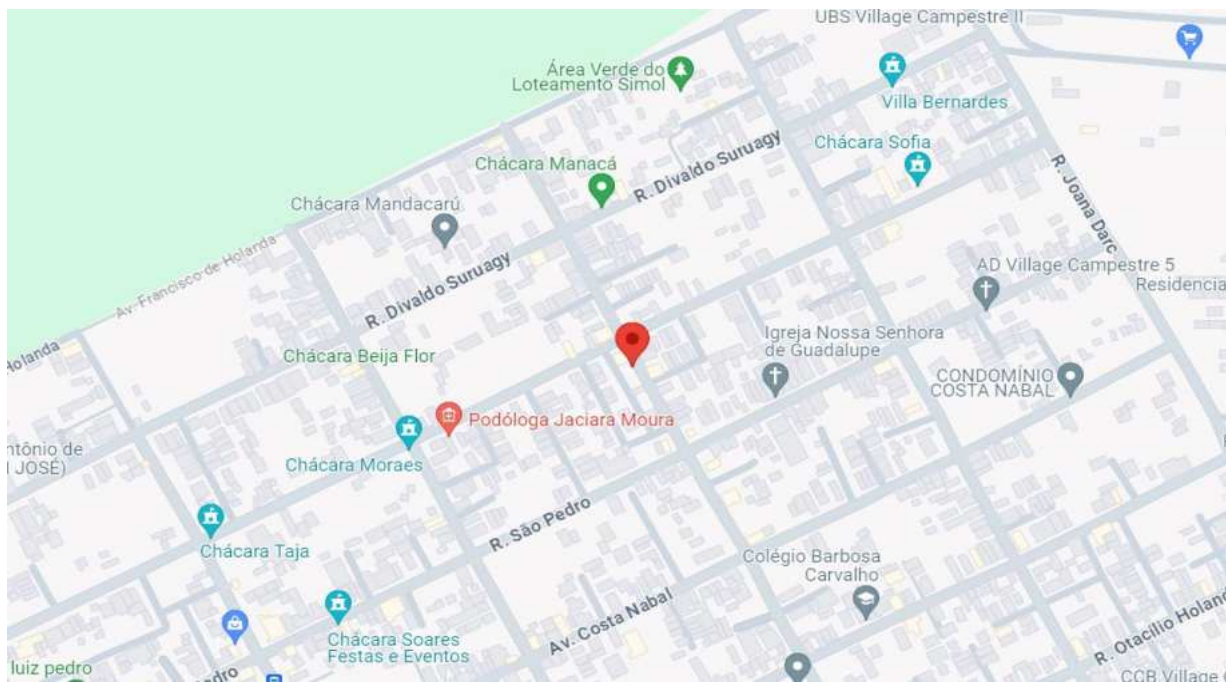 UBS Village Campestre II
Área Verde do
Loteamento Simol
Villa Bernardes
Chácara Sofia
Chácara Manacá
R. Divaldo Suruagy
R. Joana Darc
Chácara Mandacarú
Av. Francisco de Holanda
R. Divaldo Suruagy
AD Village Campestre 5
Residencia
Holanda
Chácara Beija Flor
Igreja Nossa Senhora
de Guadalupe
CONDOMÍNIO
COSTA NABAL
Podóloga Jaciara Moura
ntônio de
JOSÉ)
Chácara Moraes
R. São Pedro
Chácara Taja
Colégio Barbosa
Carvalho
Av. Costa Nabal
R. Otacílio Holand
Chácara Soares
Festas e Eventos
luiz pedro
edro
CCB Village